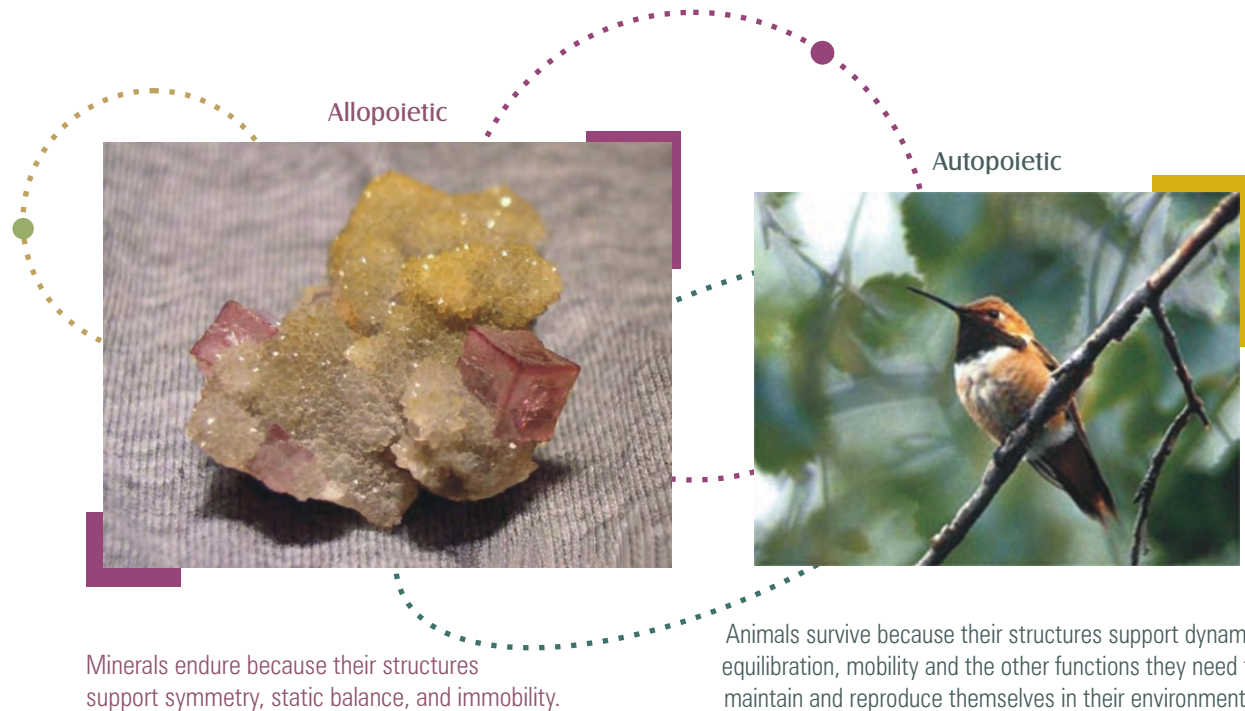 Allopoietic
Autopoietic
Minerals endure because their structures
support symmetry, static balance, and immobility.
Animals survive because their structures support
equilibration, mobility and the other functions they need
maintain and reproduce themselves in their environment